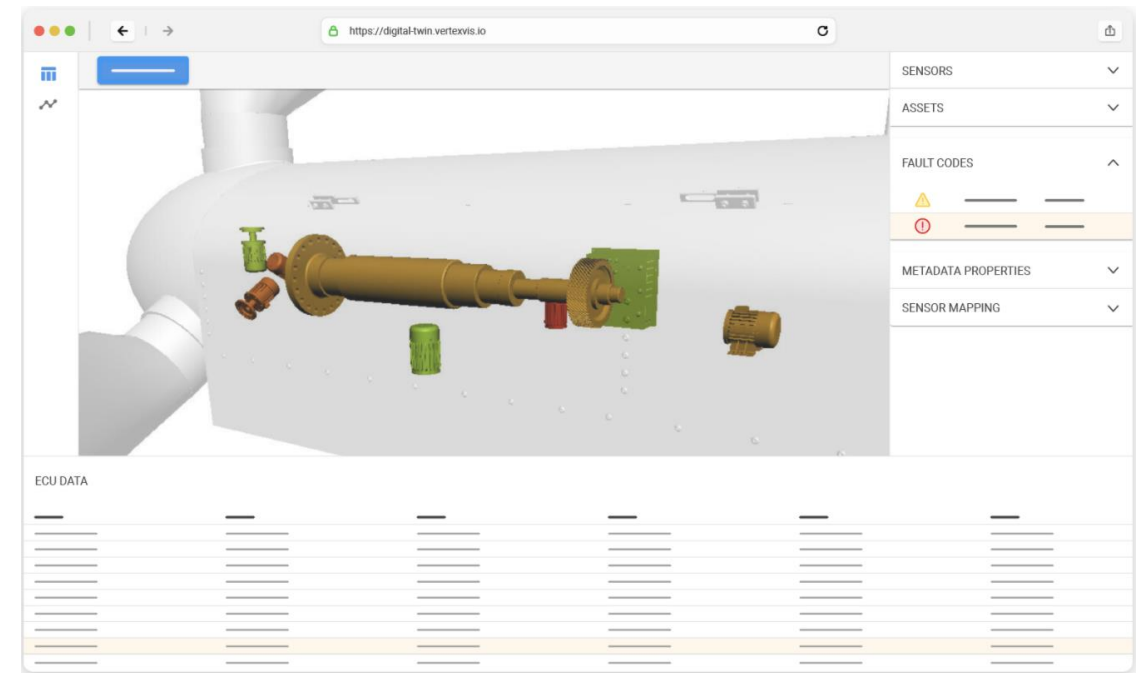 https://digital-twin.vertexvis.io
SENSORS
ASSETS
FAULT CODES
METADATA PROPERTIES
SENSOR MAPPING
ECU DATA